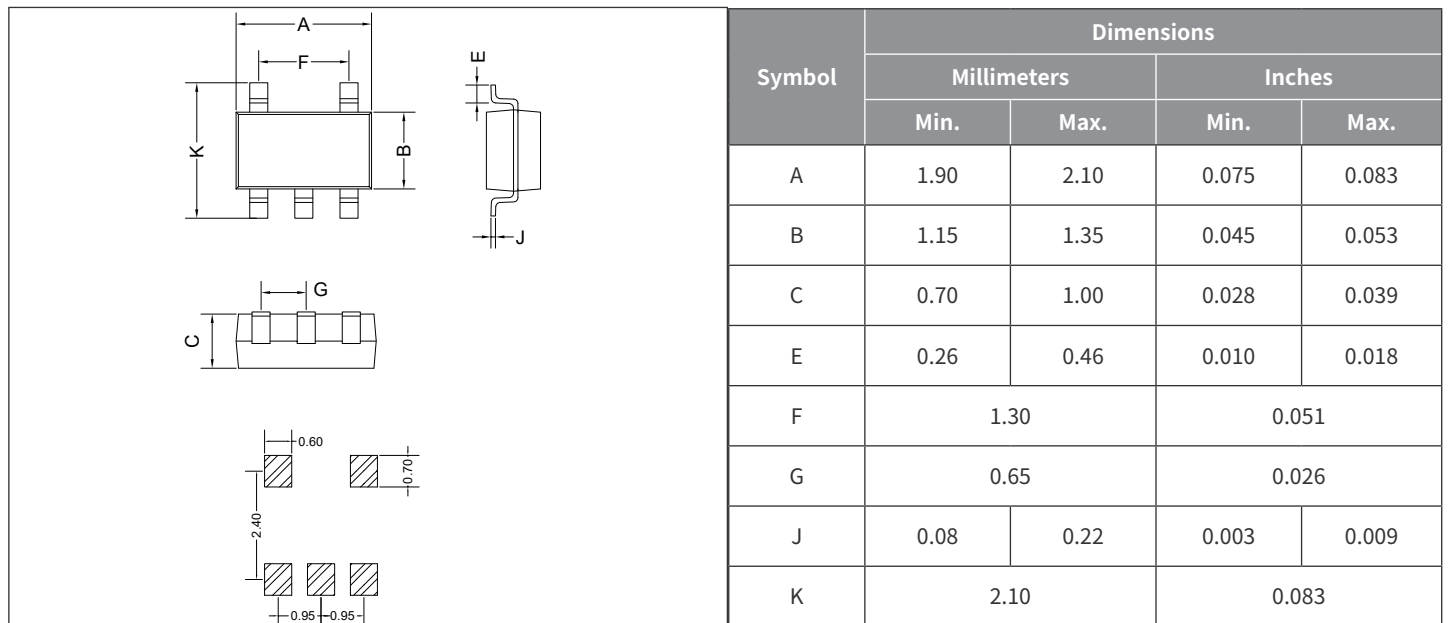 A
F
E
K
B
J
G
C
0.60
0.70
2.40
0.95 0.95
Symbol Dimensions
Millimeters Inches
Min. Max. Min. Max.
A 1.90 2.10 0.075 0.083
B 1.15 1.35 0.045 0.053
C 0.70 1.00 0.028 0.039
E 0.26 0.46 0.010 0.018
F 1.30 0.051
G 0.65 0.026
J 0.08 0.22 0.003 0.009
K 2.10 0.083